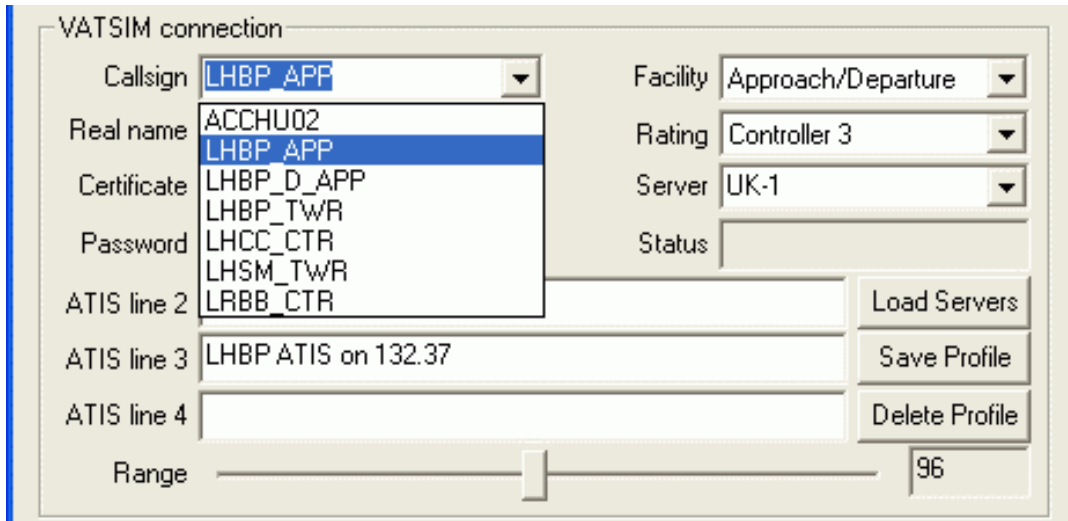 VATSIM connection
Callsign LHBP_APP Facility Approach/Departure
ACCHU02
Real name LHBP_APP Rating Controller 3
Certificate LHBP_D_APP Server UK-1
LHBP_TWR
Password LHCC_CTR Status
LHSM_TWR
ATIS line 2 LRBB_CTR Load Servers
ATIS line 3 LHBP ATIS on 132.37 Save Profile
ATIS line 4 Delete Profile
Range 96